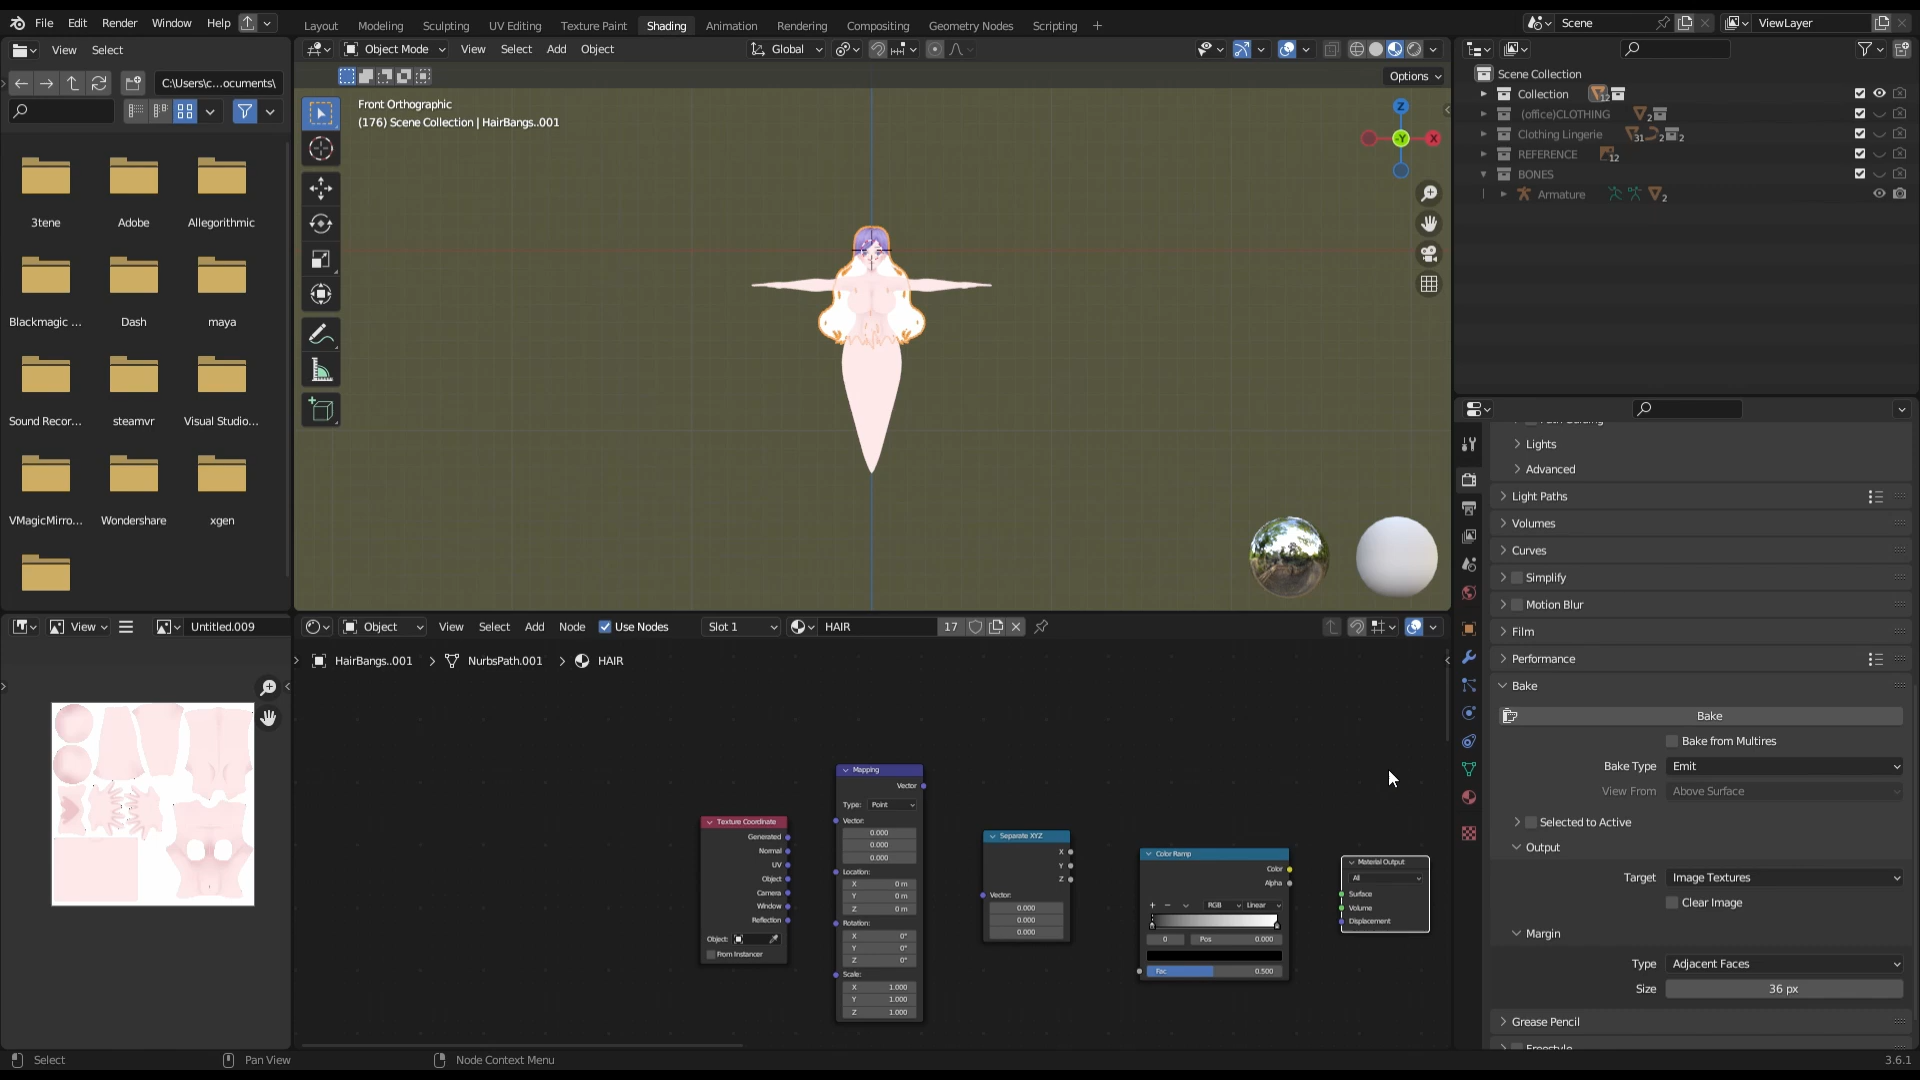 File Edit Render Window Help
Layout Modeling Sculpting UV Editing Texture Paint Shading Animation Rendering Compositing Geometry Nodes Scripting +
Scene
ViewLayer
View Select
C:\Users\c...ocuments\
3tene Adobe Allegorithmic
Blackmagic ... Dash maya
Sound Recor... steamvr Visual Studio...
VMagicMirro... Wondershare xgen
Object Mode View Select Add Object Global
Options
Front Orthographic
(176) Scene Collection | HairBangs..001
Z
-Y
X
Scene Collection
Collection 12
(office)CLOTHING 2
Clothing Lingerie 31 2 2
REFERENCE 12
BONES
Armature 2
Lights
Advanced
Light Paths
Volumes
Curves
Simplify
Motion Blur
Film
Performance
Bake
Bake
Bake from Multires
Bake Type Emit
View From Above Surface
Selected to Active
Output
Target Image Textures
Clear Image
Margin
Type Adjacent Faces
Size 36 px
Grease Pencil
View Untitled.009
Object View Select Add Node Use Nodes Slot 1 HAIR 17
HairBangs..001 > NurbsPath.001 > HAIR
Texture Coordinate
Generated
Normal
UV
Object
Camera
Window
Reflection
Object:
From Instancer
Mapping
Vector
Type: Point
Vector:
0.000
0.000
0.000
Location:
X 0 m
Y 0 m
Z 0 m
Rotation:
X 0°
Y 0°
Z 0°
Scale:
X 1.000
Y 1.000
Z 1.000
Separate XYZ
X
Y
Z
Vector:
0.000
0.000
0.000
Color Ramp
Color
Alpha
+ − RGB Linear
0 Pos 0.000
Fac 0.500
Material Output
All
Surface
Volume
Displacement
Select Pan View Node Context Menu
3.6.1